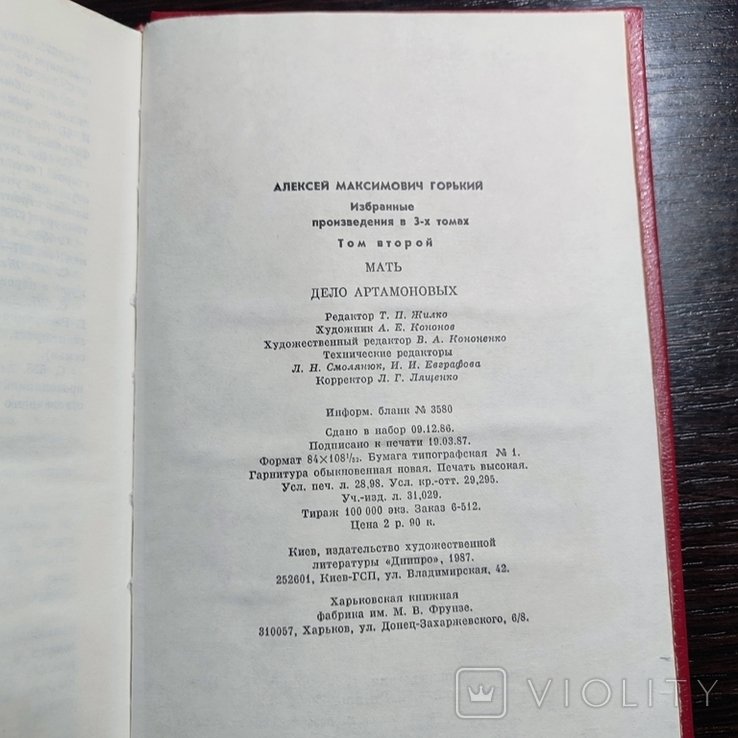 АЛЕКСЕЙ МАКСИМОВИЧ ГОРЬКИЙ
Избранные
произведения в 3-х томах
Том второй
МАТЬ
ДЕЛО АРТАМОНОВЫХ
Редактор Т. П. Жилко
Художник А. Е. Кононов
Художественный редактор В. А. Кононенко
Технические редакторы
Л. Н. Смолянюк, И. И. Евграфова
Корректор Л. Г. Лященко
Информ. бланк № 3580
Сдано в набор 09.12.86.
Подписано к печати 19.03.87.
Формат 84×108¹/₃₂. Бумага типографская № 1.
Гарнитура обыкновенная новая. Печать высокая.
Усл. печ. л. 28,98. Усл. кр.-отт. 29,295.
Уч.-изд. л. 31,029.
Тираж 100 000 экз. Заказ 6-512.
Цена 2 р. 90 к.
Киев, издательство художественной
литературы «Дніпро», 1987.
252601, Киев-ГСП, ул. Владимирская, 42.
Харьковская книжная
фабрика им. М. В. Фрунзе.
310057, Харьков, ул. Донец-Захаржевского, 6/8.
VIOLITY